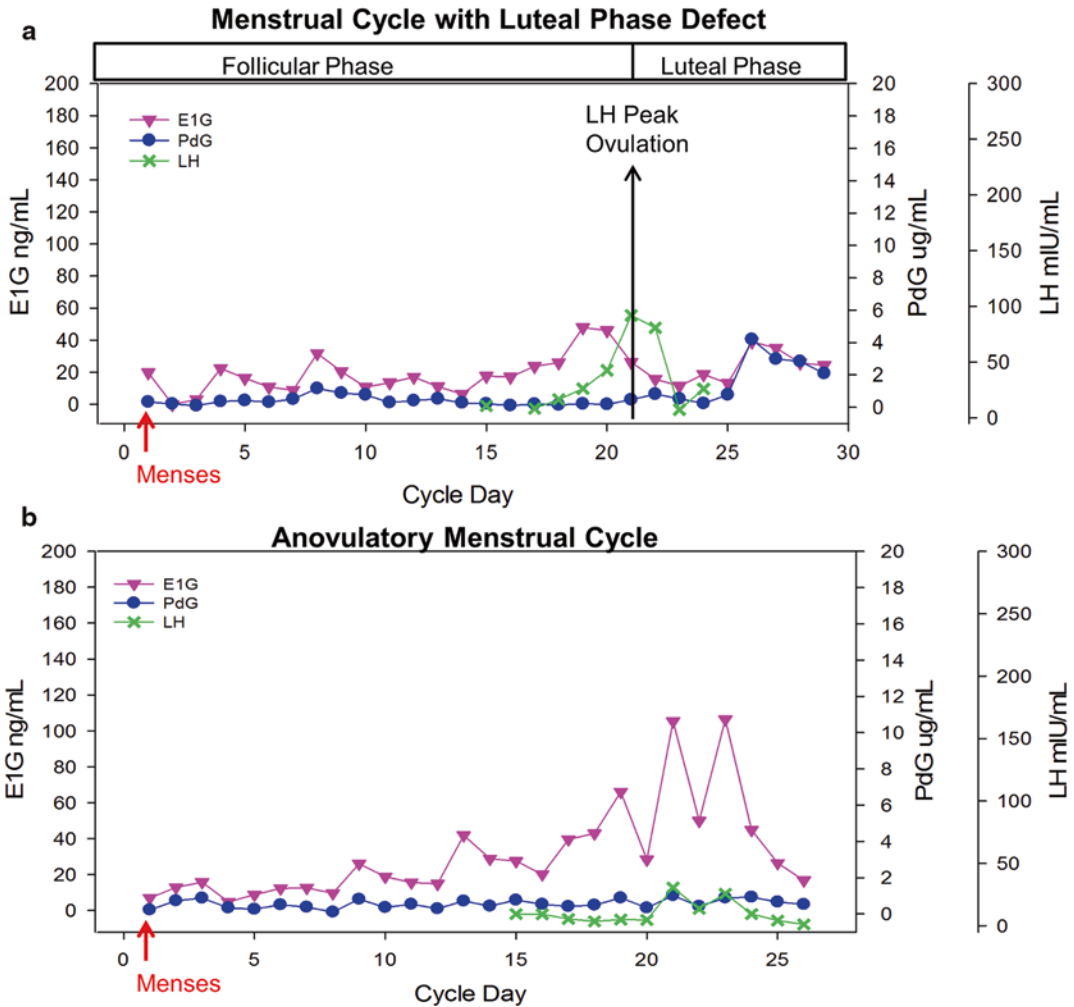 Menstrual Cycle with Luteal Phase Defect
a
Follicular Phase
Luteal Phase
200
180
160
140
120
100
80
60
40
20
0
E1G ng/mL
E1G
PdG
LH
LH Peak
Ovulation
20
18
16
14
12
10
8
6
4
2
0
PdG ug/mL
300
250
200
150
100
50
0
LH mIU/mL
0 5 10 15 20 25 30
Menses
Cycle Day
b
Anovulatory Menstrual Cycle
200
180
160
140
120
100
80
60
40
20
0
E1G ng/mL
E1G
PdG
LH
20
18
16
14
12
10
8
6
4
2
0
PdG ug/mL
300
250
200
150
100
50
0
LH mIU/mL
0 5 10 15 20 25
Menses
Cycle Day